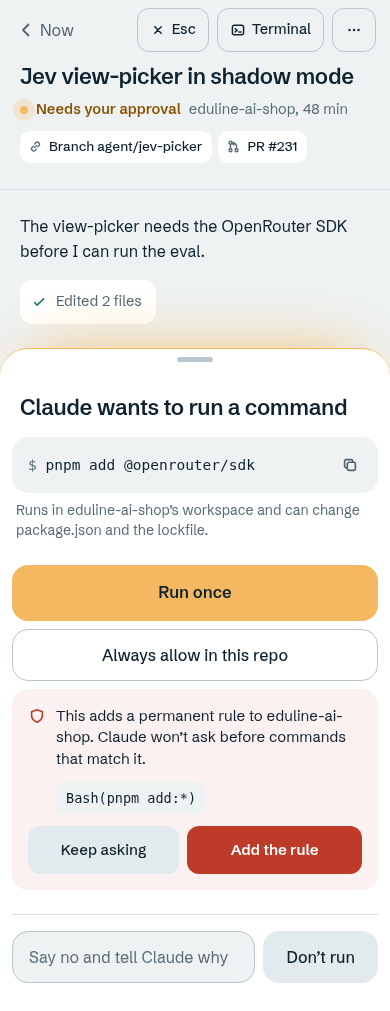 Now
Esc
Terminal
Jev view-picker in shadow mode
Needs your approval eduline-ai-shop, 48 min
Branch agent/jev-picker
PR #231
The view-picker needs the OpenRouter SDK
before I can run the eval.
Edited 2 files
Claude wants to run a command
$ pnpm add @openrouter/sdk
Runs in eduline-ai-shop’s workspace and can change
package.json and the lockfile.
Run once
Always allow in this repo
This adds a permanent rule to eduline-ai-
shop. Claude won’t ask before commands
that match it.
Bash(pnpm add:*)
Keep asking
Add the rule
Say no and tell Claude why
Don’t run